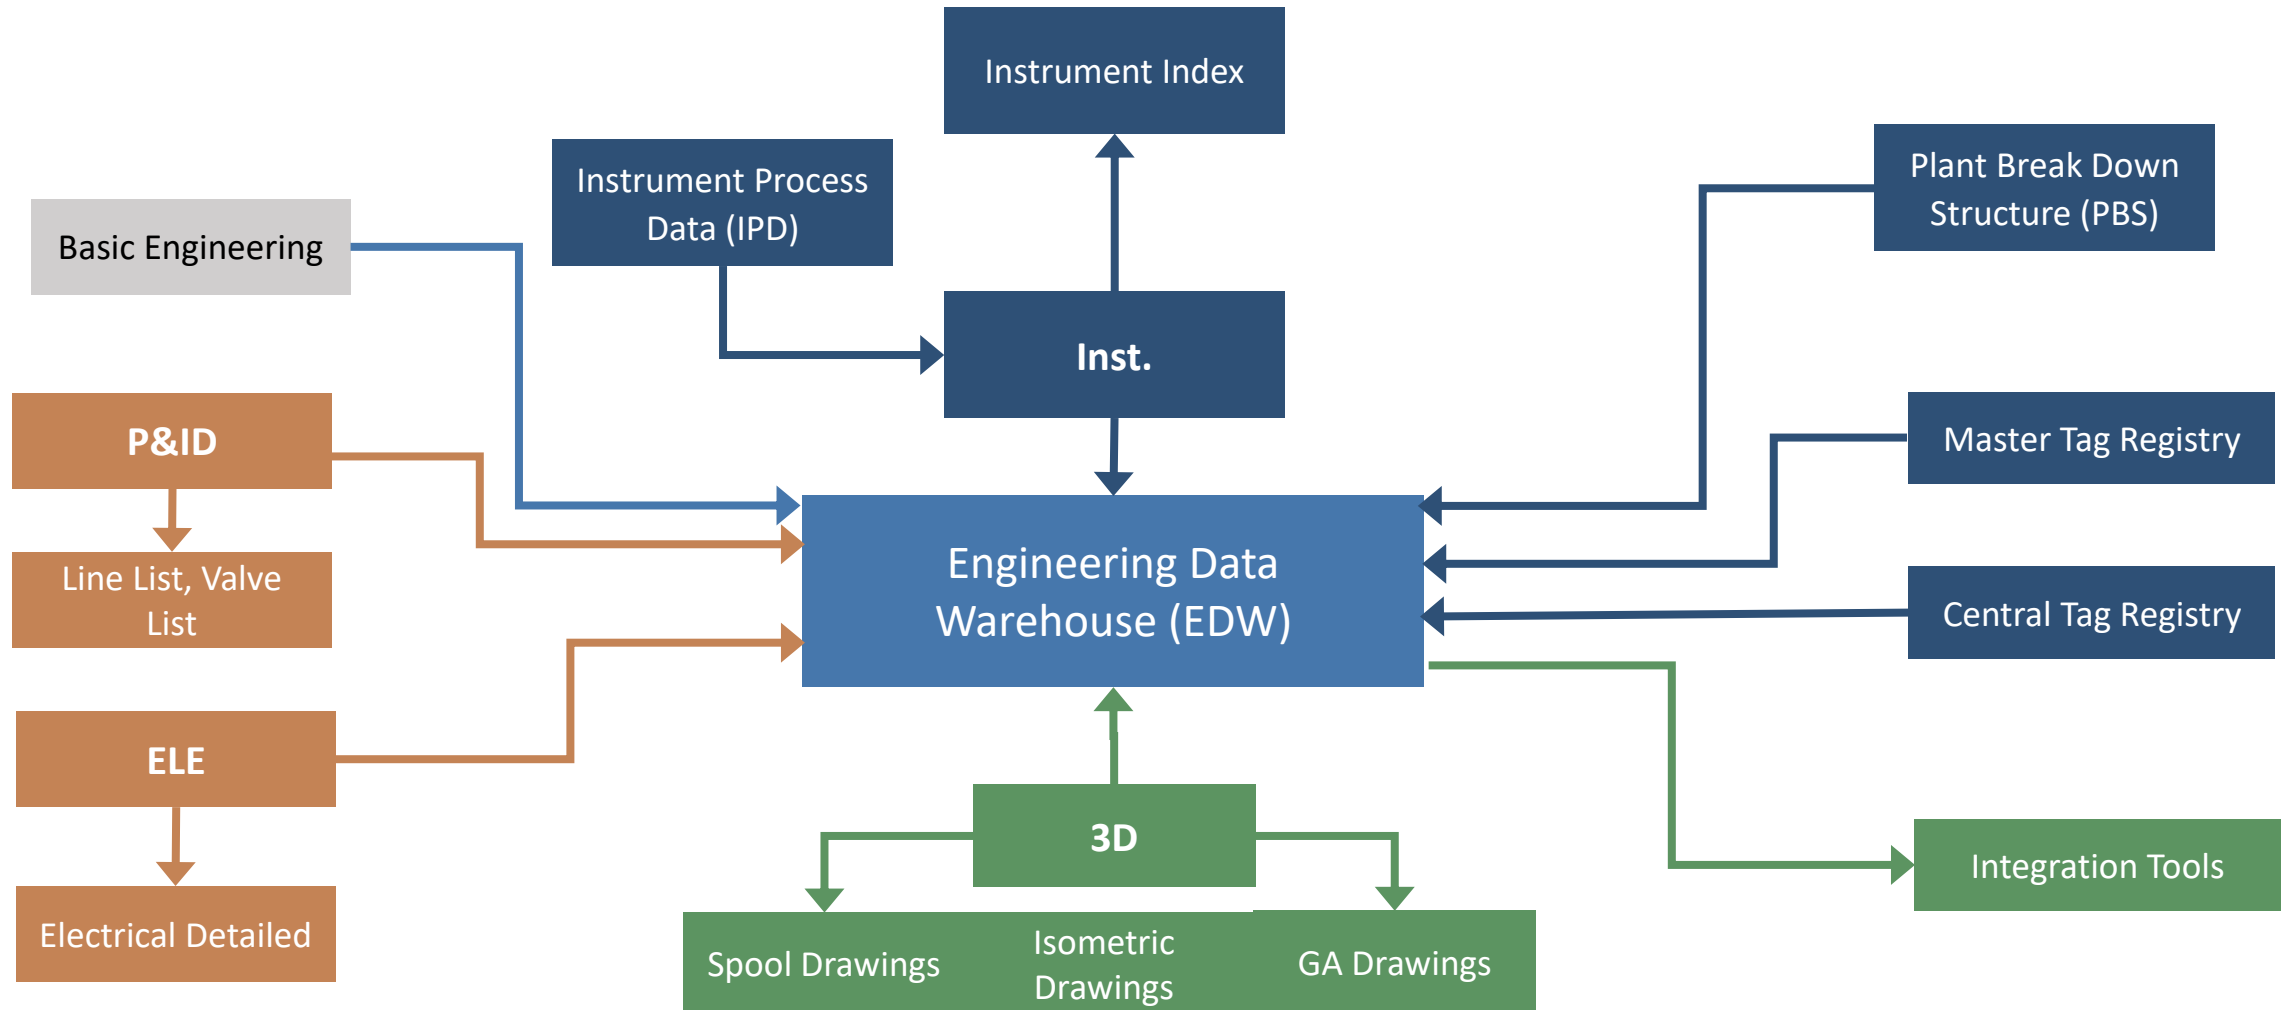 Instrument Index
Instrument Process
Data (IPD)
Plant Break Down
Structure (PBS)
Basic Engineering
Inst.
P&ID
Master Tag Registry
Line List, Valve
List
Engineering Data
Warehouse (EDW)
Central Tag Registry
ELE
3D
Integration Tools
Electrical Detailed
Spool Drawings
Isometric
Drawings
GA Drawings